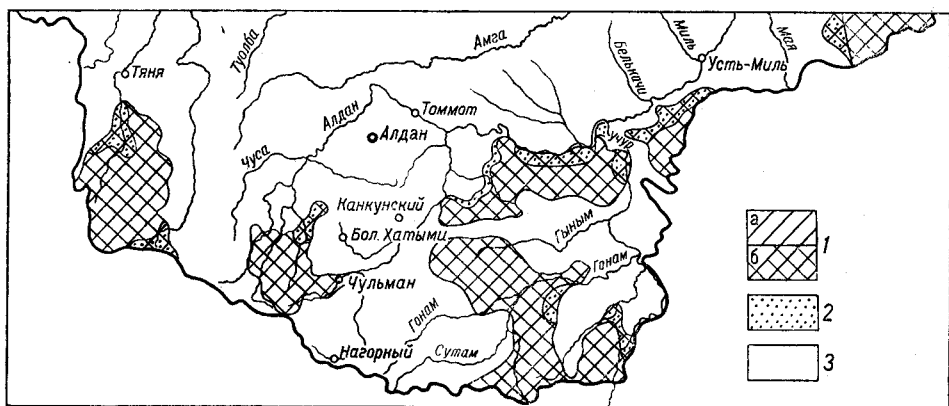 Тяня
Туолба
Амга
Белькачи
Миль
Мая
Усть-Миль
Алдан
Томмот
Алдан
Учур
Чуса
Канкунский
Бол. Хатыми
Гыным
Чульман
Гонам
Гонам
Нагорный
Сутам
а
б
1
2
3